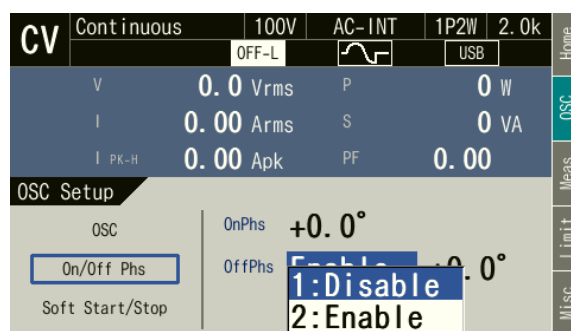 CV Continuous 100V AC-INT 1P2W 2.0k
OFF-L USB
V 0.0 Vrms P 0 W
I 0.00 Arms S 0 VA
I PK-H 0.00 Apk PF 0.00
OSC Setup
OSC OnPhs +0.0°
On/Off Phs OffPhs Enable +0.0°
1:Disable
Soft Start/Stop 2:Enable
Home
OSC
Meas
Limit
Misc